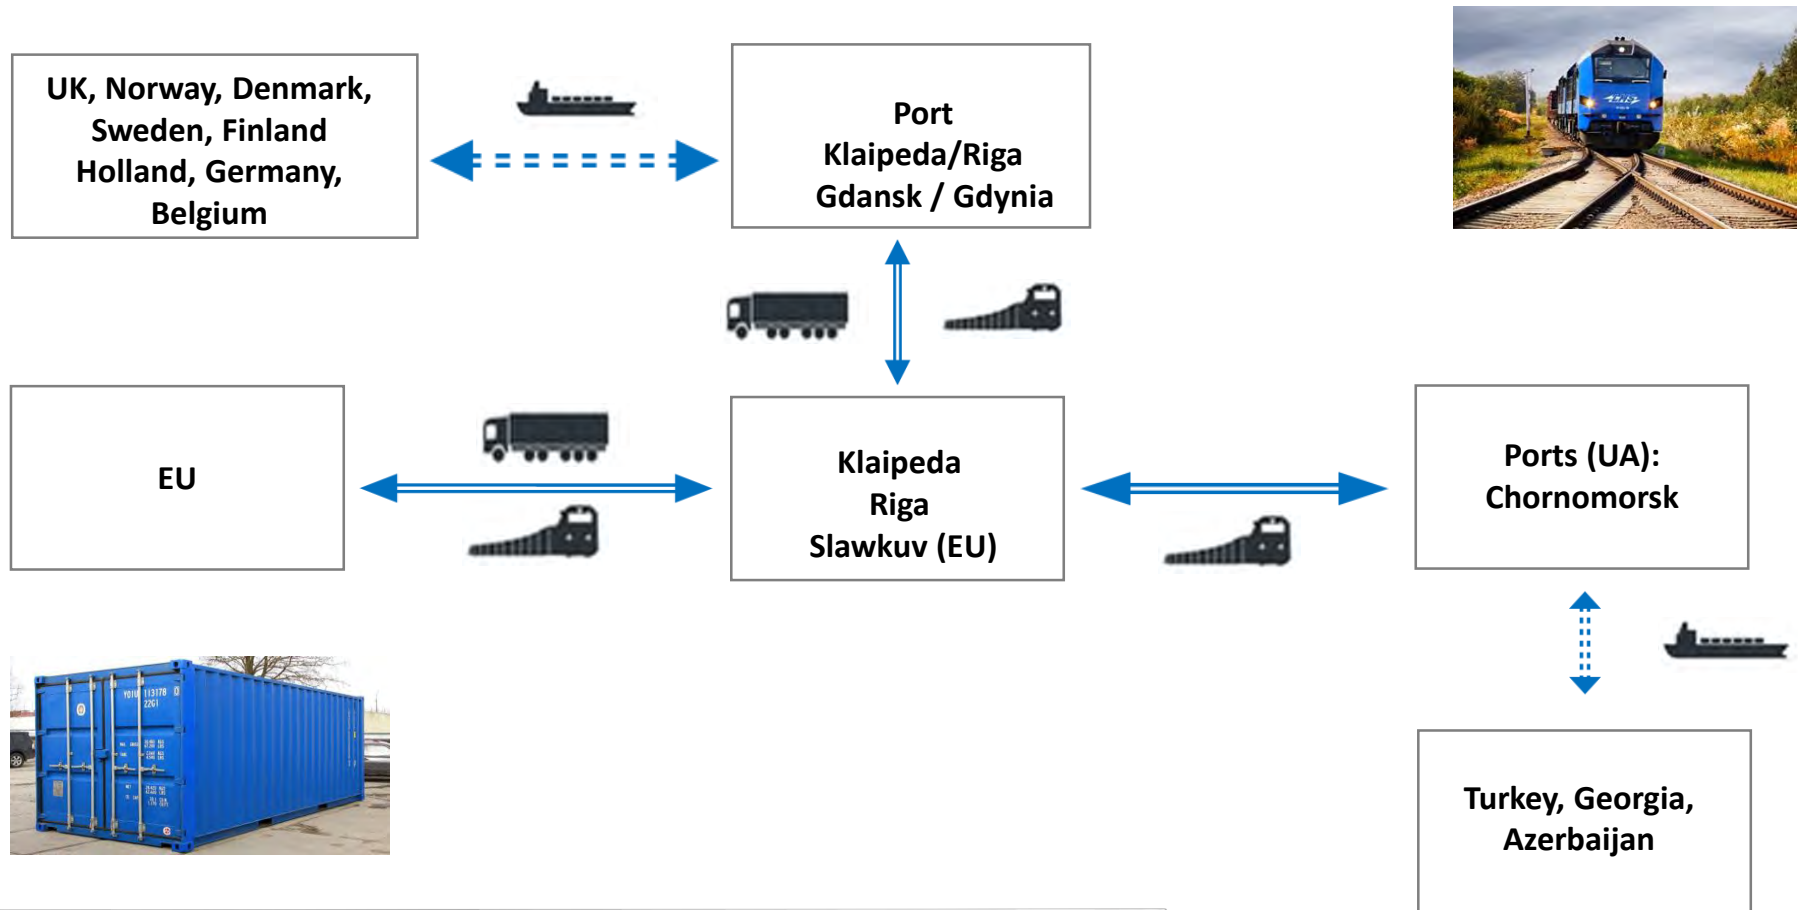 UK, Norway, Denmark,
Sweden, Finland
Holland, Germany,
Belgium
Port
Klaipeda/Riga
Gdansk / Gdynia
EU
Klaipeda
Riga
Slawkuv (EU)
Ports (UA):
Chornomorsk
Turkey, Georgia,
Azerbaijan
22G1